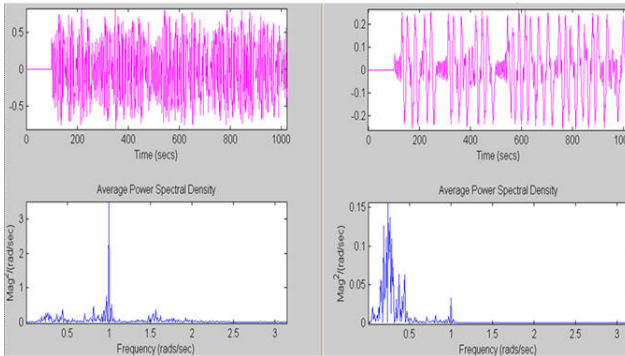 0.5
0
-0.5
0 200 400 600 800 1000
Time (secs)
0.2
0.1
0
-0.1
-0.2
0 200 400 600 800 1000
Time (secs)
Average Power Spectral Density
3
2
1
0
0.5 1 1.5 2 2.5 3
Mag²/(rad/sec)
Frequency (rads/sec)
Average Power Spectral Density
0.15
0.1
0.05
0
0.5 1 1.5 2 2.5 3
Mag²/(rad/sec)
Frequency (rads/sec)